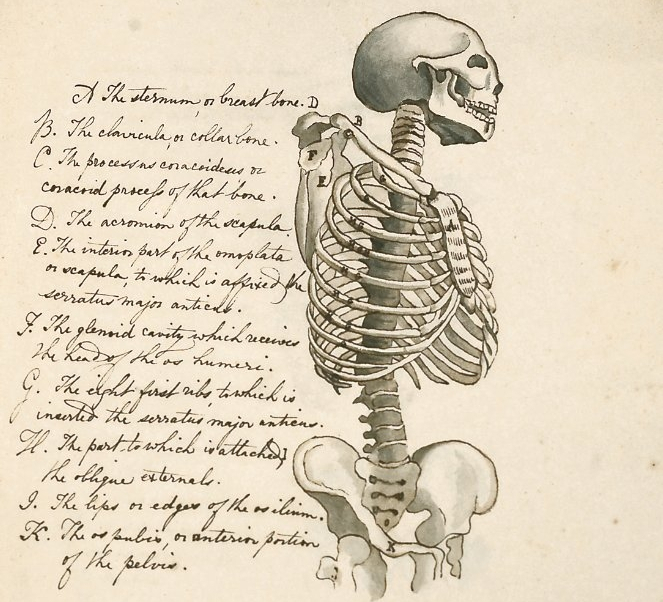 A The sternum, or breast bone.
B. The clavicula, or collar bone.
C. The processus coracoideus or
coracoid process of that bone.
D. The acromion of the scapula
E. The interior part of the omoplata
or scapula, to which is affixed the
serratus major anticus.
F. The glenoid cavity which receives
the head of the os humeri.
G. The eight first ribs to which is
inserted the serratus major anticus.
H. The part to which is attached
the oblique externals.
I. The lips or edges of the os ilium.
K. The os pubis, or anterior portion
of the pelvis.
D
B
F
E
C
A
I
K